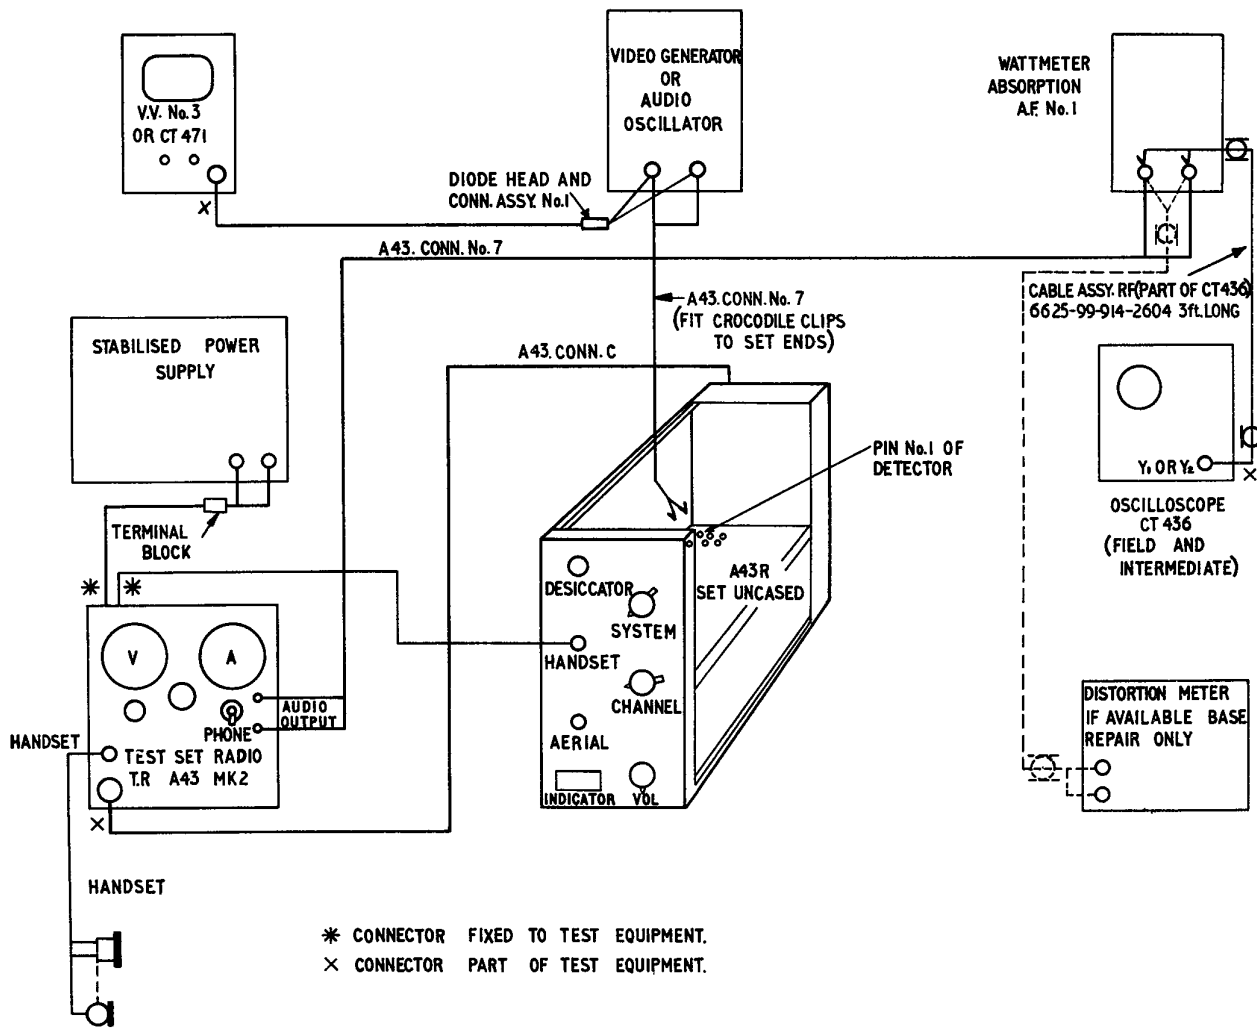 VIDEO GENERATOR
OR
AUDIO
OSCILLATOR
WATTMETER
ABSORPTION
A.F. No.1
V.V. No.3
OR CT 471
DIODE HEAD AND
CONN. ASSY. No.1
A43. CONN. No. 7
A43. CONN. No. 7
(FIT CROCODILE CLIPS
TO SET ENDS)
CABLE ASSY. RF(PART OF CT436)
6625-99-914-2604 3ft. LONG
STABILISED POWER
SUPPLY
A43. CONN. C
PIN No.1 OF
DETECTOR
Y₁ OR Y₂
OSCILLOSCOPE
CT 436
(FIELD AND
INTERMEDIATE)
TERMINAL
BLOCK
A43R
SET UNCASED
DESICCATOR
SYSTEM
HANDSET
CHANNEL
AERIAL
INDICATOR
VOL
V
A
AUDIO
OUTPUT
PHONE
HANDSET
TEST SET RADIO
T.R A43 MK2
DISTORTION METER
IF AVAILABLE BASE
REPAIR ONLY
HANDSET
* CONNECTOR FIXED TO TEST EQUIPMENT.
× CONNECTOR PART OF TEST EQUIPMENT.